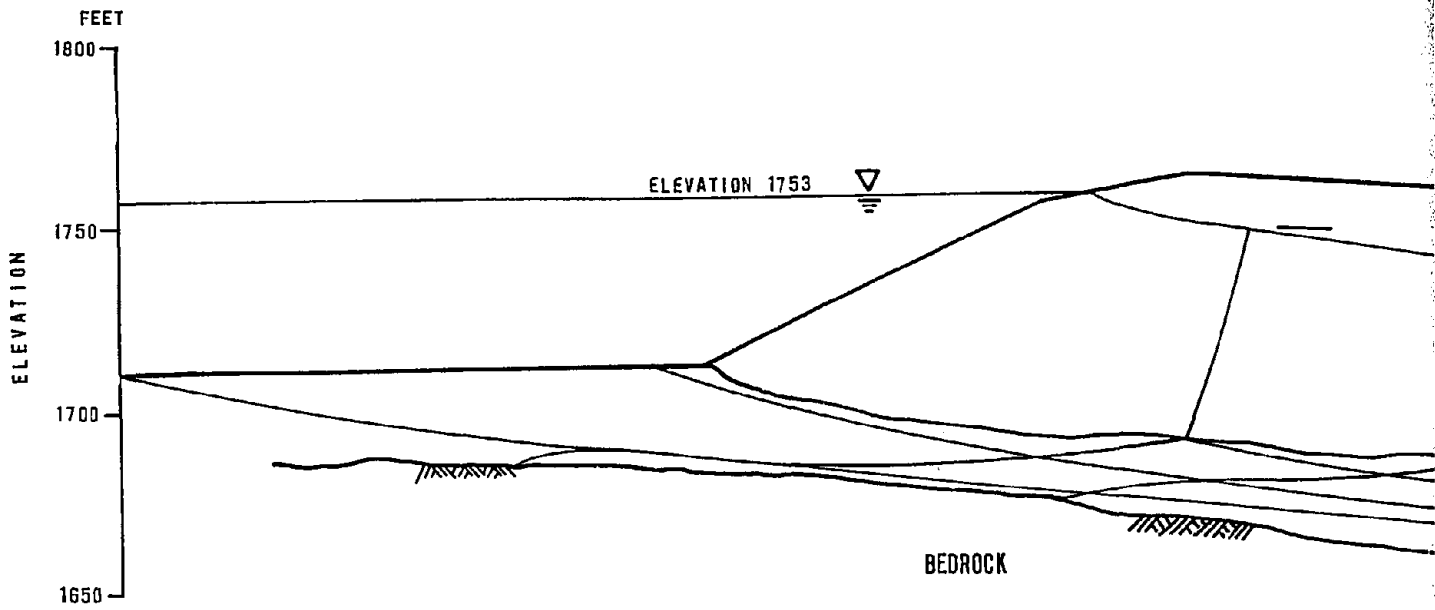 FEET
1800
ELEVATION 1753
1750
ELEVATION
1700
BEDROCK
1650